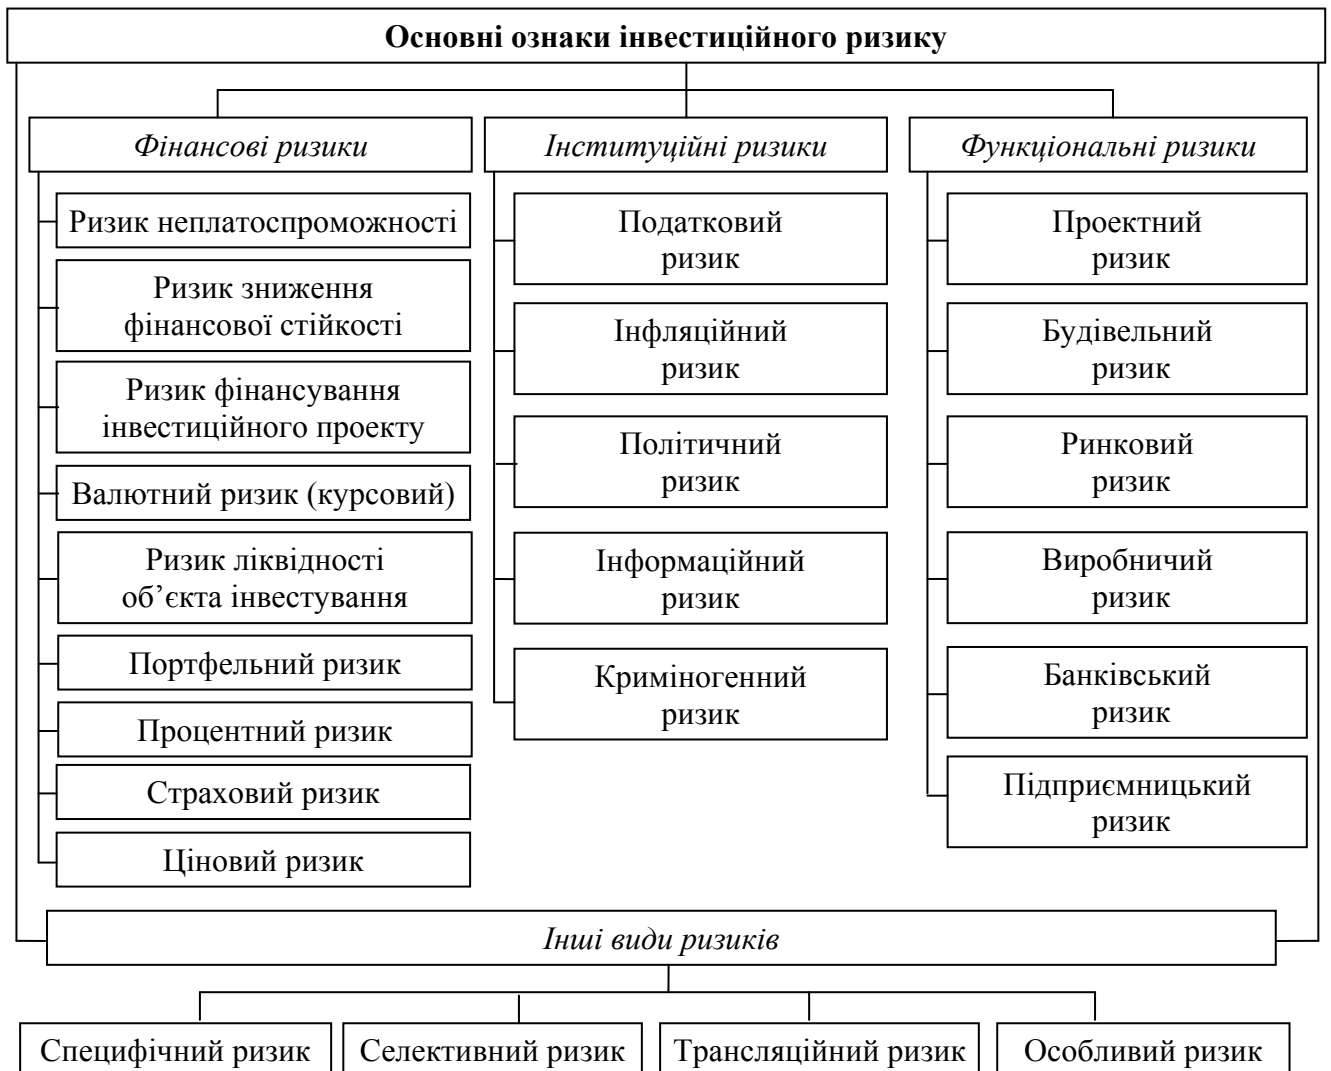 Основні ознаки інвестиційного ризику
Фінансові ризики
Ризик неплатоспроможності
Ризик зниження
фінансової стійкості
Ризик фінансування
інвестиційного проекту
Валютний ризик (курсовий)
Ризик ліквідності
об’єкта інвестування
Портфельний ризик
Процентний ризик
Страховий ризик
Ціновий ризик
Інституційні ризики
Податковий
ризик
Інфляційний
ризик
Політичний
ризик
Інформаційний
ризик
Криміногенний
ризик
Функціональні ризики
Проектний
ризик
Будівельний
ризик
Ринковий
ризик
Виробничий
ризик
Банківський
ризик
Підприємницький
ризик
Інші види ризиків
Специфічний ризик
Селективний ризик
Трансляційний ризик
Особливий ризик